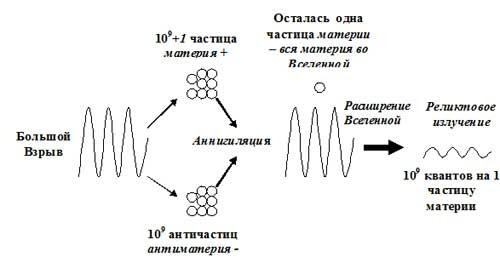 Большой
Взрыв
10⁹+1 частица
материя +
10⁹ античастиц
антиматерия -
Аннигиляция
Осталась одна
частица материи
– вся материя во
Вселенной
Расширение
Вселенной
Реликтовое
излучение
10⁹ квантов на 1
частицу
материи